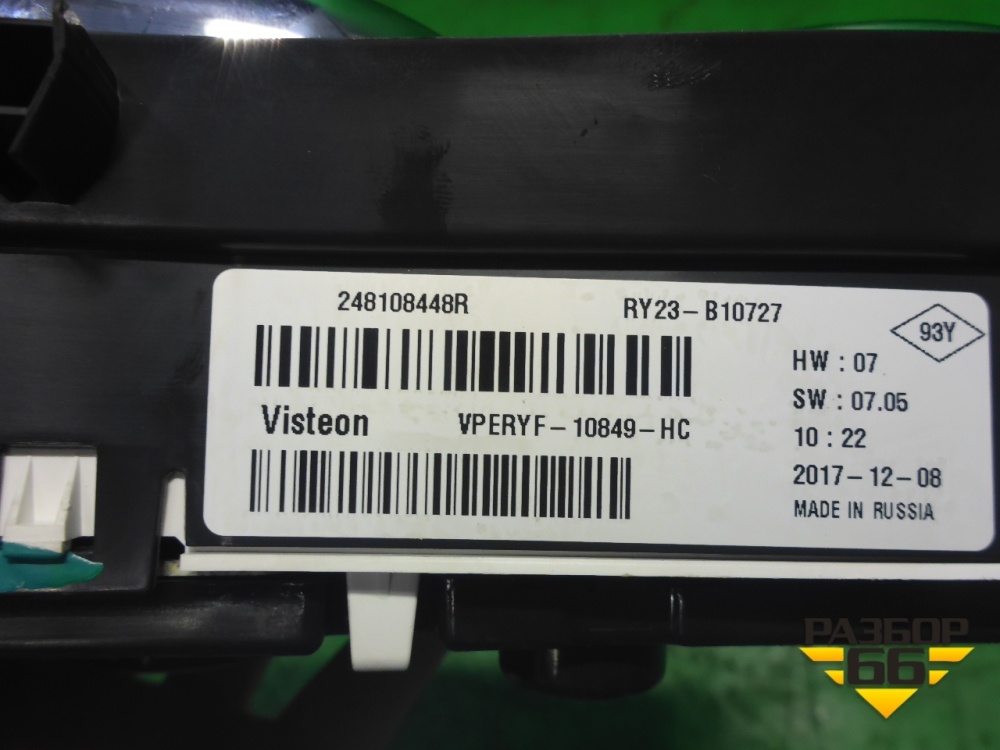 248108448R
RY23-B10727
93Y
HW : 07
SW : 07.05
Visteon
VPERYF-10849-HC
10 : 22
2017-12-08
MADE IN RUSSIA
РАЗБОР
66